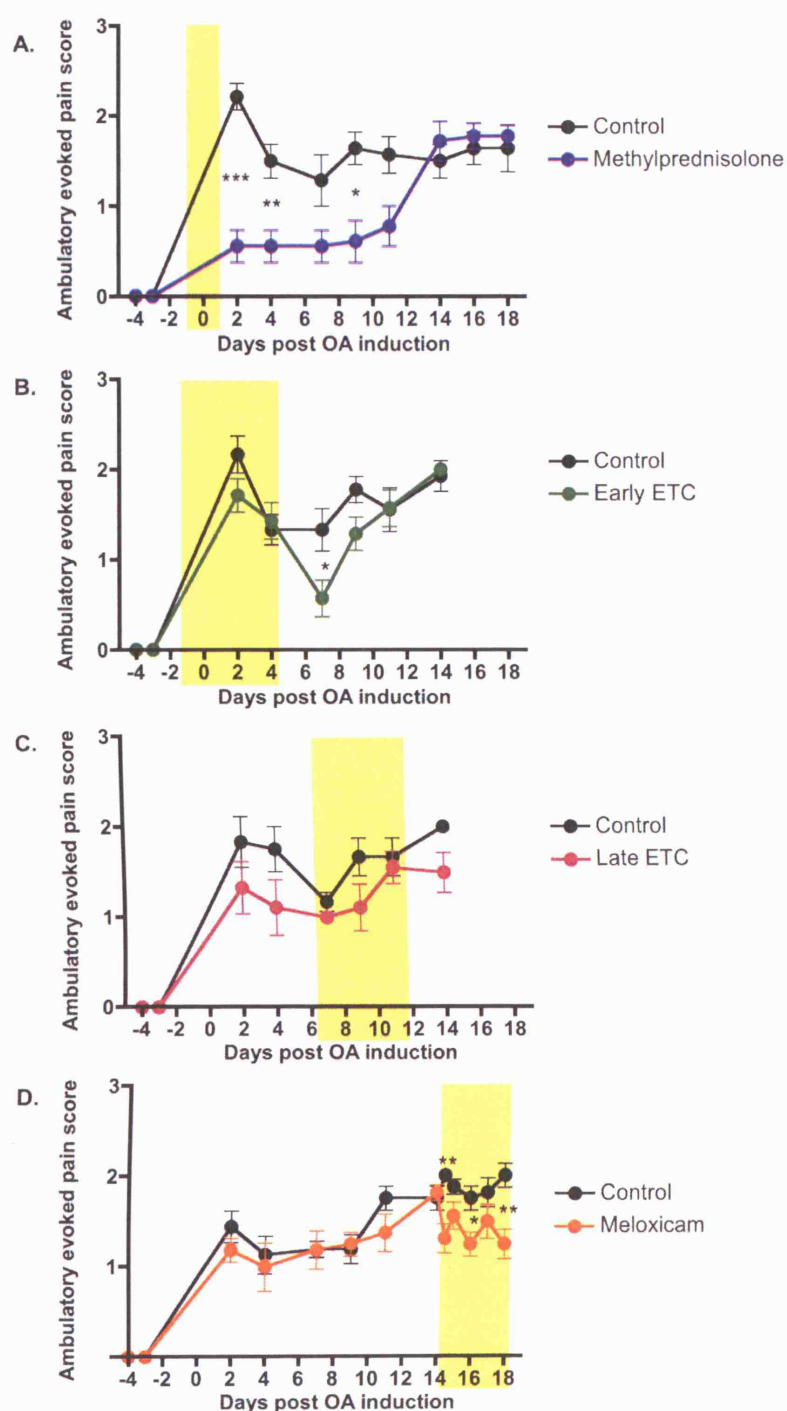 A.
Ambulatory evoked pain score
3
2
1
0
***
**
*
-4 -2 0 2 4 6 8 10 12 14 16 18
Days post OA induction
Control
Methylprednisolone
B.
Ambulatory evoked pain score
3
2
1
0
*
-4 -2 0 2 4 6 8 10 12 14 16 18
Days post OA induction
Control
Early ETC
C.
Ambulatory evoked pain score
3
2
1
0
-4 -2 0 2 4 6 8 10 12 14 16 18
Days post OA induction
Control
Late ETC
D.
Ambulatory evoked pain score
3
2
1
**
*
**
-4 -2 0 2 4 6 8 10 12 14 16 18
Days post OA induction
Control
Meloxicam